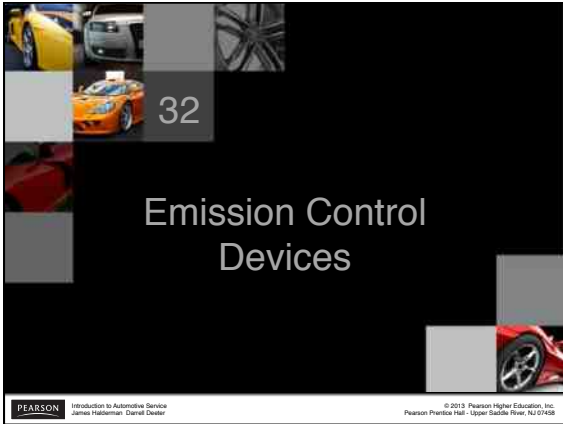 32
Emission Control
Devices
PEARSON
Introduction to Automotive Service
James Halderman Darrell Deeter
© 2013 Pearson Higher Education, Inc.
Pearson Prentice Hall - Upper Saddle River, NJ 07458